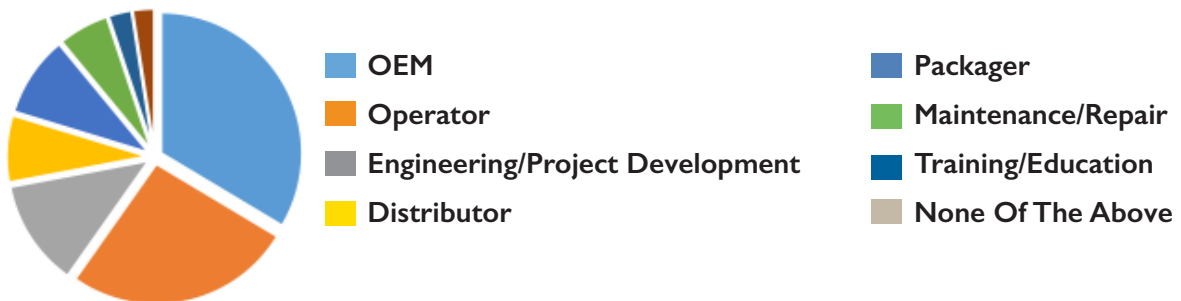 OEM
Operator
Engineering/Project Development
Distributor
Packager
Maintenance/Repair
Training/Education
None Of The Above